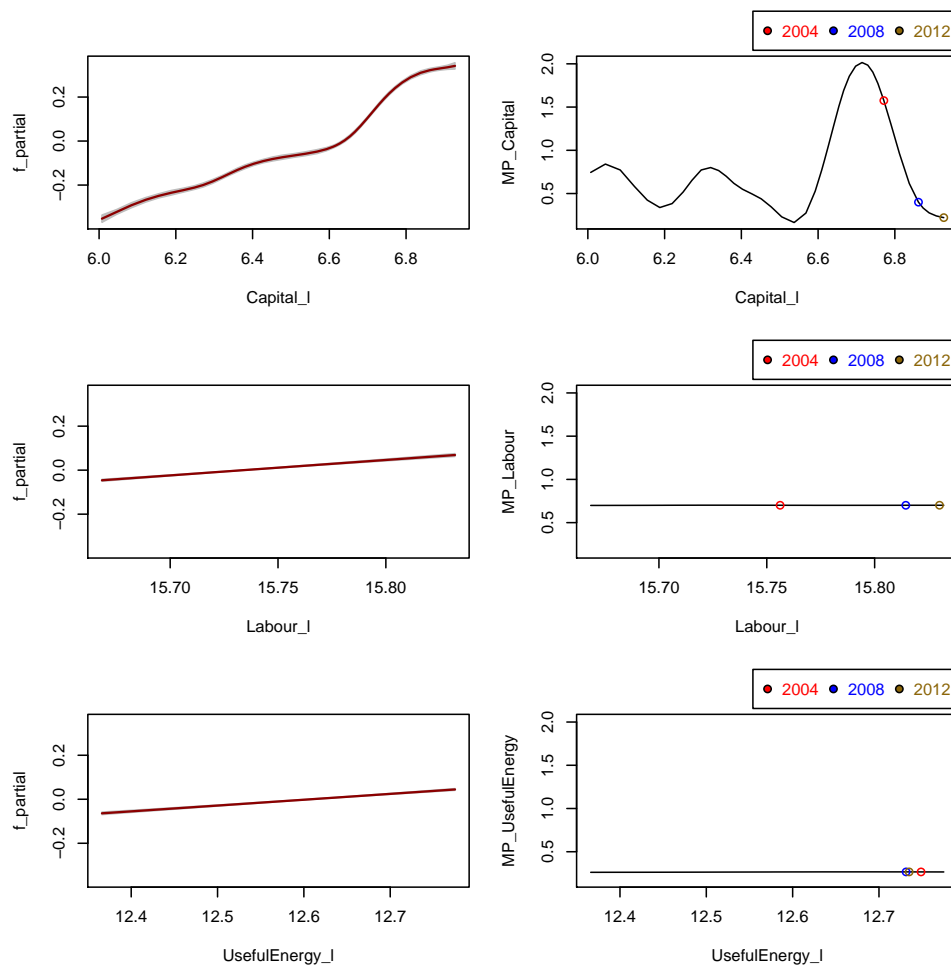 2004 2008 2012
f_partial
−0.2 0.0 0.2
6.0 6.2 6.4 6.6 6.8
Capital_l
MP_Capital
0.5 1.0 1.5 2.0
6.0 6.2 6.4 6.6 6.8
Capital_l
2004 2008 2012
f_partial
−0.2 0.0 0.2
15.70 15.75 15.80
Labour_l
MP_Labour
0.5 1.0 1.5 2.0
15.70 15.75 15.80
Labour_l
2004 2008 2012
f_partial
−0.2 0.0 0.2
12.4 12.5 12.6 12.7
UsefulEnergy_l
MP_UsefulEnergy
0.5 1.0 1.5 2.0
12.4 12.5 12.6 12.7
UsefulEnergy_l